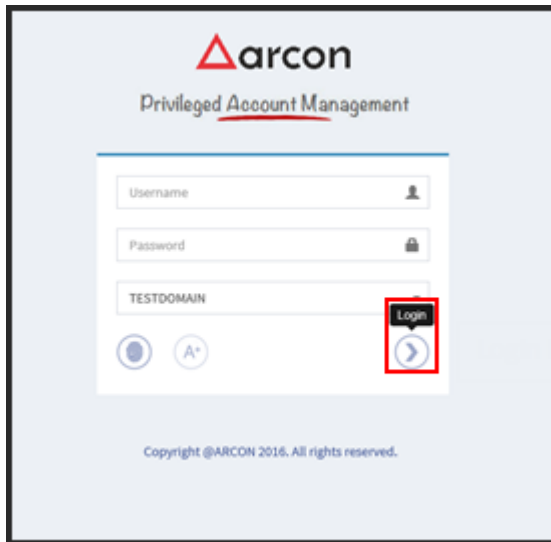 arcon
Privileged Account Management
Username
Password
TESTDOMAIN
Login
A+
Copyright @ARCON 2016. All rights reserved.